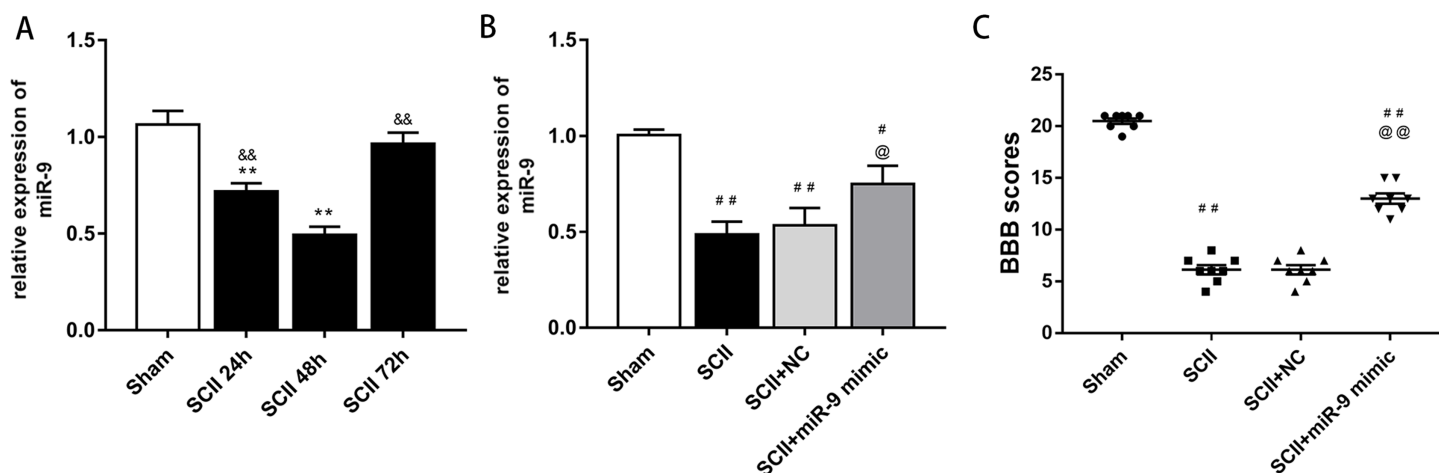 A
relative expression of
miR-9
1.5
1.0
0.5
0.0
&&
**
**
&&
Sham
SCII 24h
SCII 48h
SCII 72h
B
relative expression of
miR-9
1.5
1.0
0.5
0.0
# #
# #
#
@
Sham
SCII
SCII+NC
SCII+miR-9 mimic
C
BBB scores
25
20
15
10
5
0
# #
# #
@ @
Sham
SCII
SCII+NC
SCII+miR-9 mimic